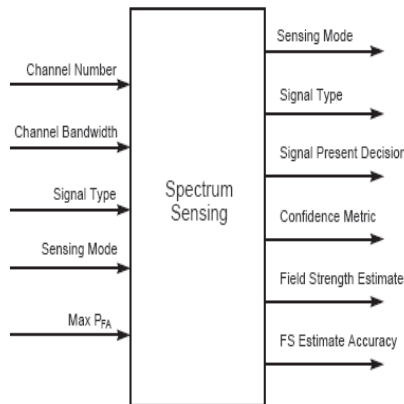 Channel Number
Channel Bandwidth
Signal Type
Sensing Mode
Max PFA
Spectrum
Sensing
Sensing Mode
Signal Type
Signal Present Decision
Confidence Metric
Field Strength Estimate
FS Estimate Accuracy